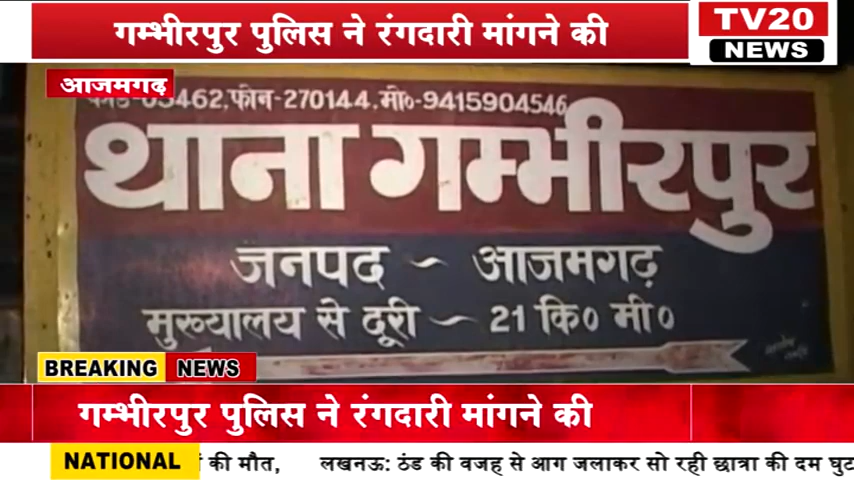 गम्भीरपुर पुलिस ने रंगदारी मांगने की
TV20
NEWS
आजमगढ़
05462,फोन-270144.मो०-9415904546
थाना गम्भीरपुर
जनपद ~ आजमगढ़
मुख्यालय से दूरी ~ 21 कि० मी०
BREAKING NEWS
गम्भीरपुर पुलिस ने रंगदारी मांगने की
NATIONAL
की मौत, लखनऊ: ठंड की वजह से आग जलाकर सो रही छात्रा की दम घुट